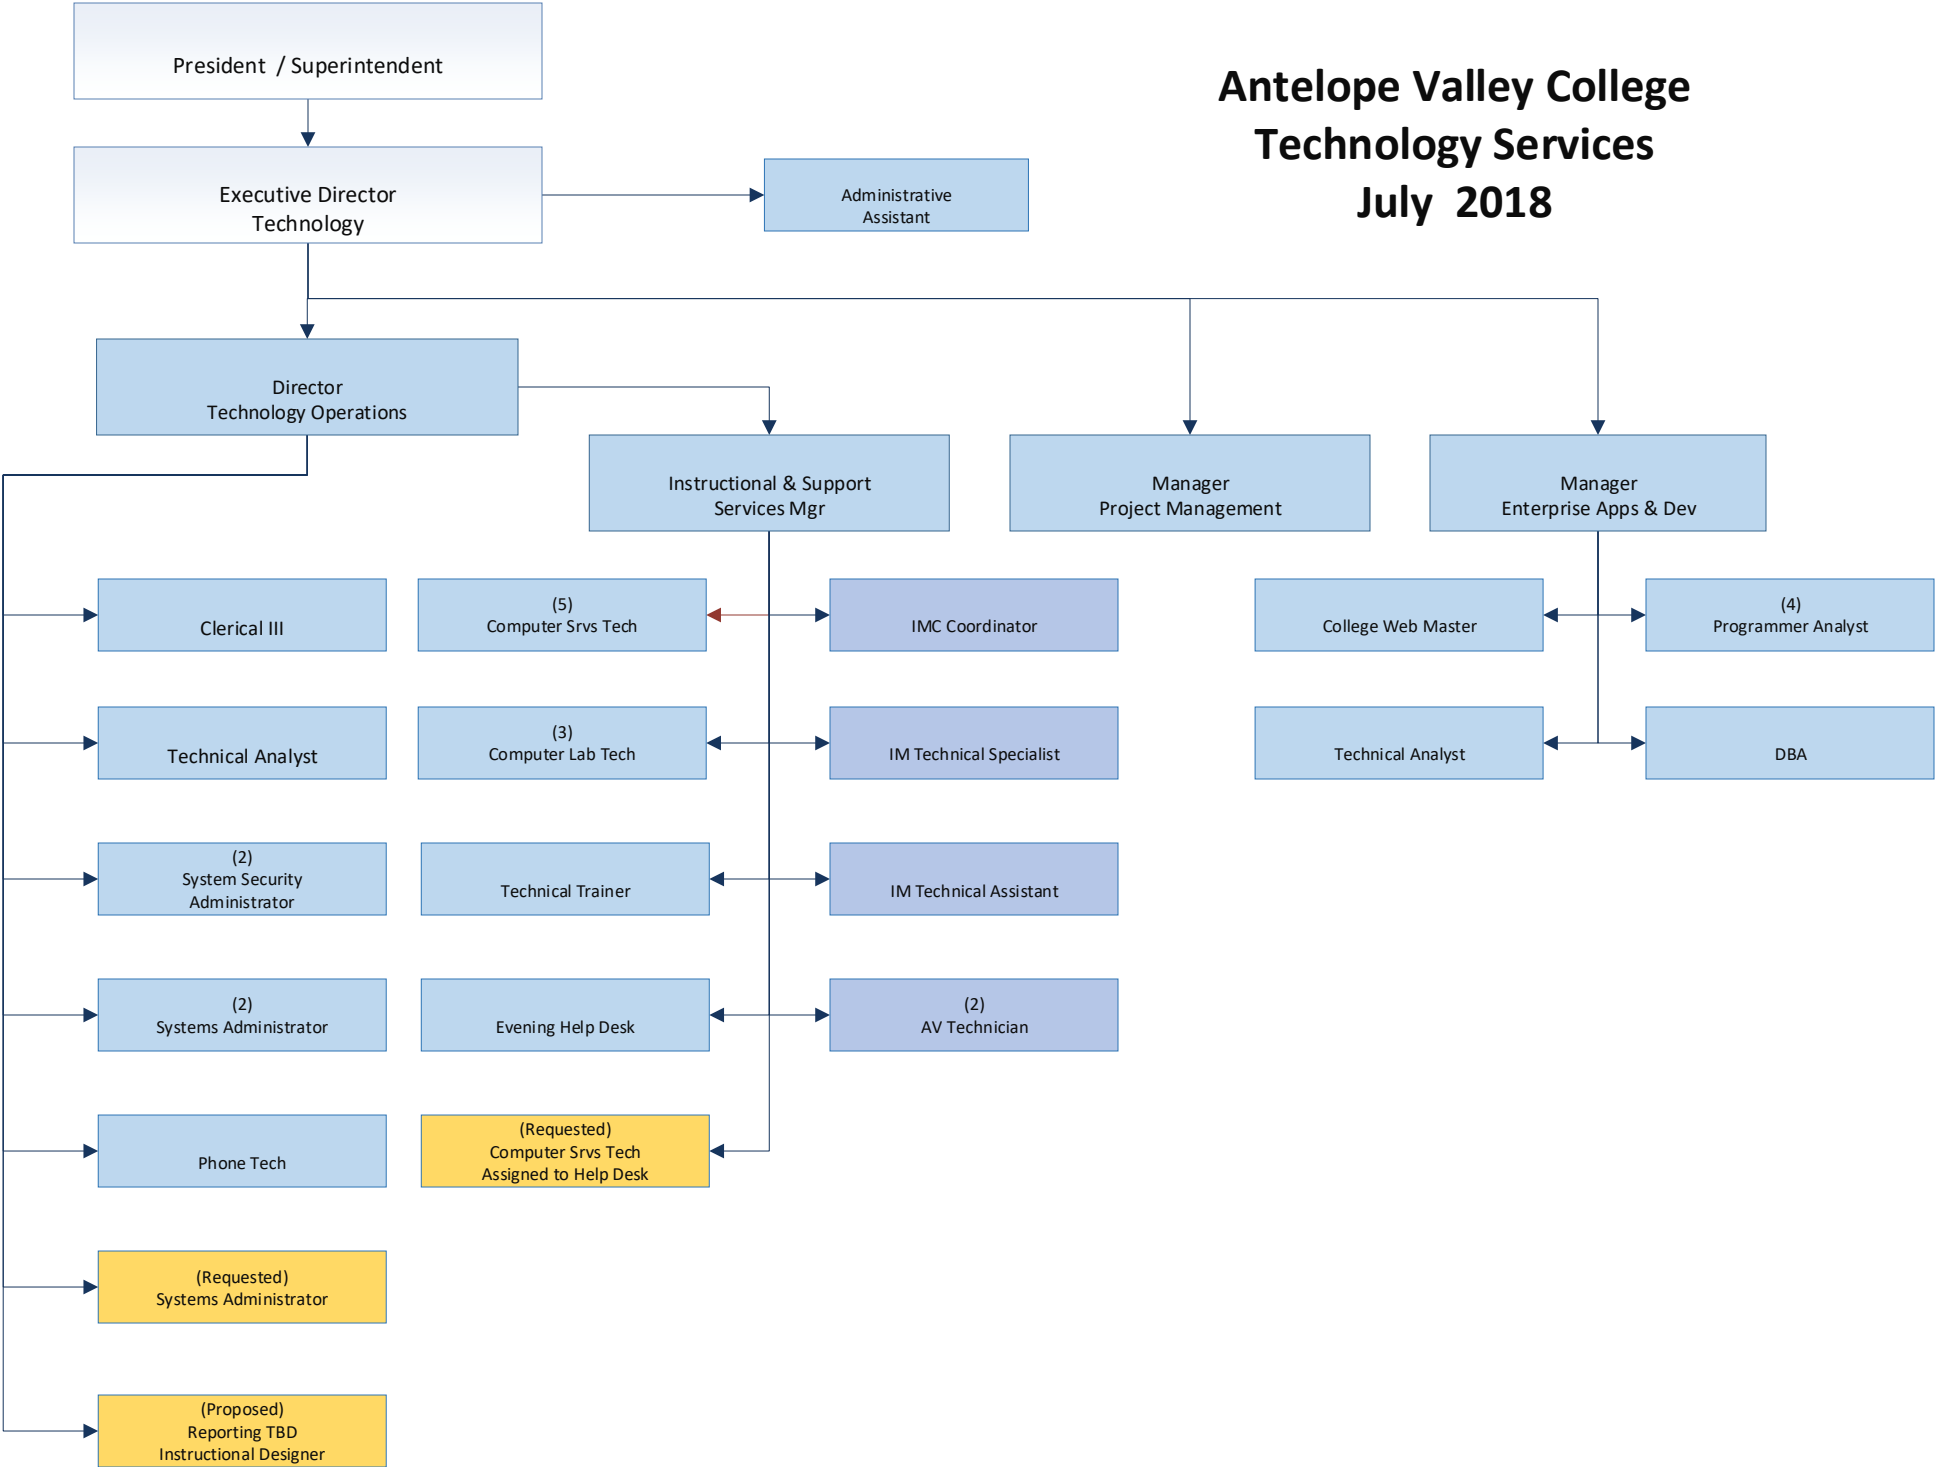 President / Superintendent
Antelope Valley College
Technology Services
July 2018
Executive Director
Technology
Administrative
Assistant
Director
Technology Operations
Instructional & Support
Services Mgr
Manager
Project Management
Manager
Enterprise Apps & Dev
Clerical III
(5)
Computer Srvs Tech
IMC Coordinator
College Web Master
(4)
Programmer Analyst
Technical Analyst
(3)
Computer Lab Tech
IM Technical Specialist
Technical Analyst
DBA
(2)
System Security
Administrator
Technical Trainer
IM Technical Assistant
(2)
Systems Administrator
Evening Help Desk
(2)
AV Technician
Phone Tech
(Requested)
Computer Srvs Tech
Assigned to Help Desk
(Requested)
Systems Administrator
(Proposed)
Reporting TBD
Instructional Designer